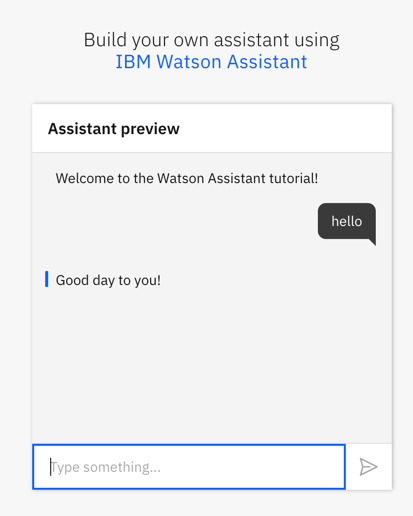 Build your own assistant using
IBM Watson Assistant
Assistant preview
Welcome to the Watson Assistant tutorial!
hello
Good day to you!
Type something...